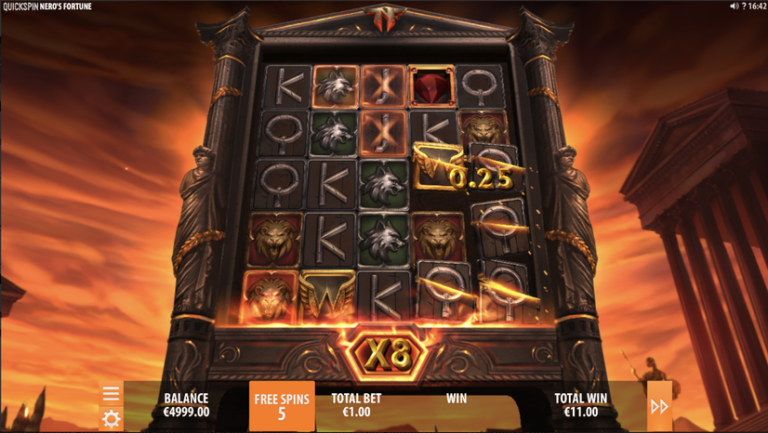 QUICKSPIN NERO'S FORTUNE
? 16:42
N
K J Q
Q J K
Q K W Q
0.25
K Q
W K Q Q
X8
BALANCE
€4999.00
FREE SPINS
5
TOTAL BET
€1.00
WIN
TOTAL WIN
€11.00